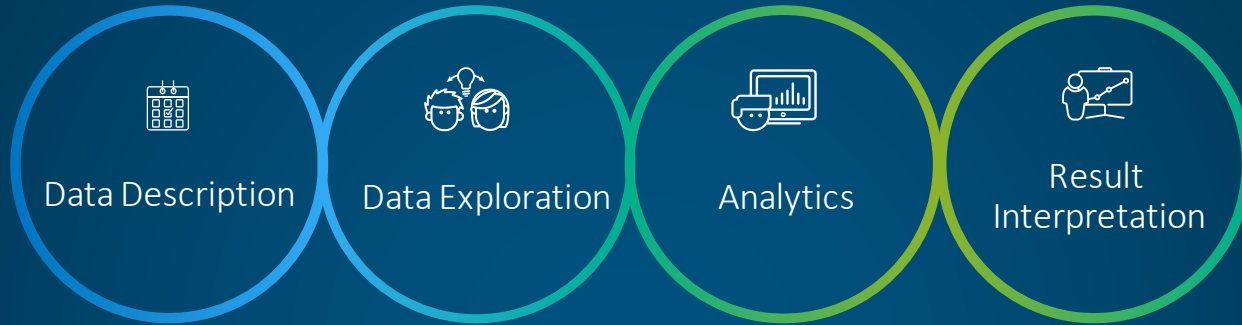 Data Description
Data Exploration
Analytics
Result
Interpretation